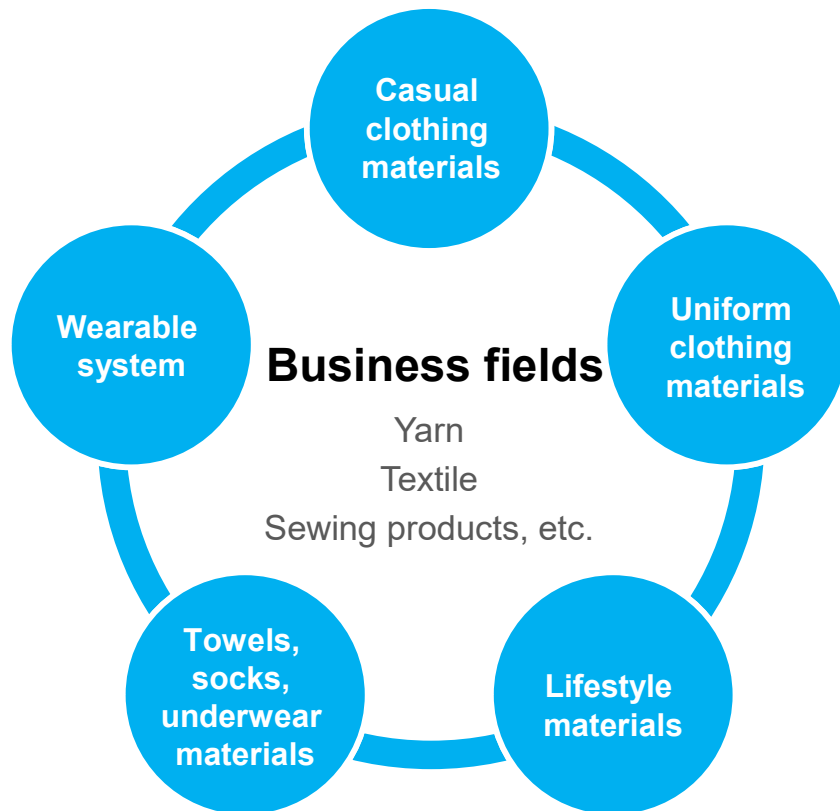 Casual
clothing
materials
Uniform
clothing
materials
Wearable
system
Business fields
Yarn
Textile
Sewing products, etc.
Towels,
socks,
underwear
materials
Lifestyle
materials